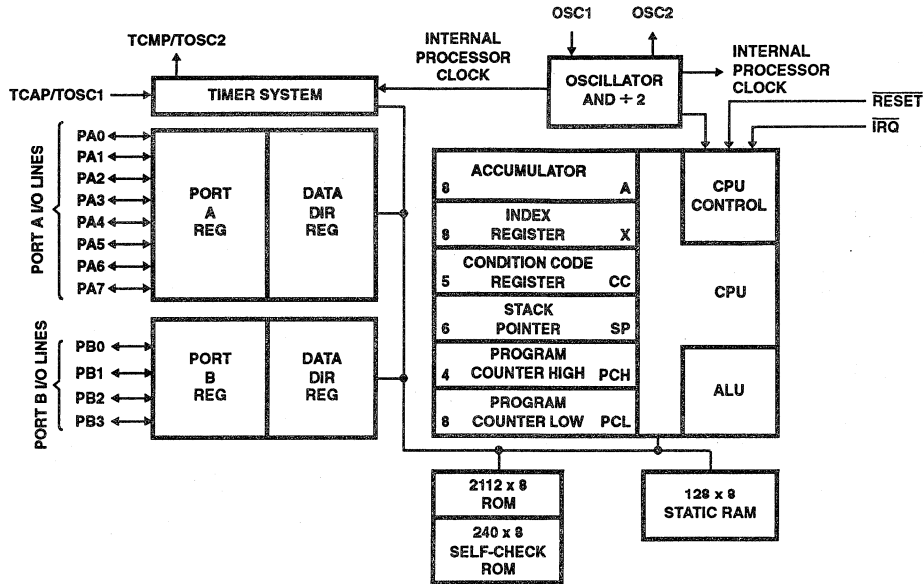 OSC1
OSC2
TCMP/TOSC2
INTERNAL
PROCESSOR
CLOCK
OSCILLATOR
AND ÷ 2
INTERNAL
PROCESSOR
CLOCK
TCAP/TOSC1
TIMER SYSTEM
RESET
IRQ
PORT A I/O LINES
PA0
PA1
PA2
PA3
PA4
PA5
PA6
PA7
PORT
A
REG
DATA
DIR
REG
PORT B I/O LINES
PB0
PB1
PB2
PB3
PORT
B
REG
DATA
DIR
REG
ACCUMULATOR
8 A
INDEX
REGISTER
8 X
CONDITION CODE
REGISTER
5 CC
STACK
POINTER
6 SP
PROGRAM
COUNTER HIGH
4 PCH
PROGRAM
COUNTER LOW
8 PCL
CPU
CONTROL
CPU
ALU
2112 x 8
ROM
240 x 8
SELF-CHECK
ROM
128 x 8
STATIC RAM